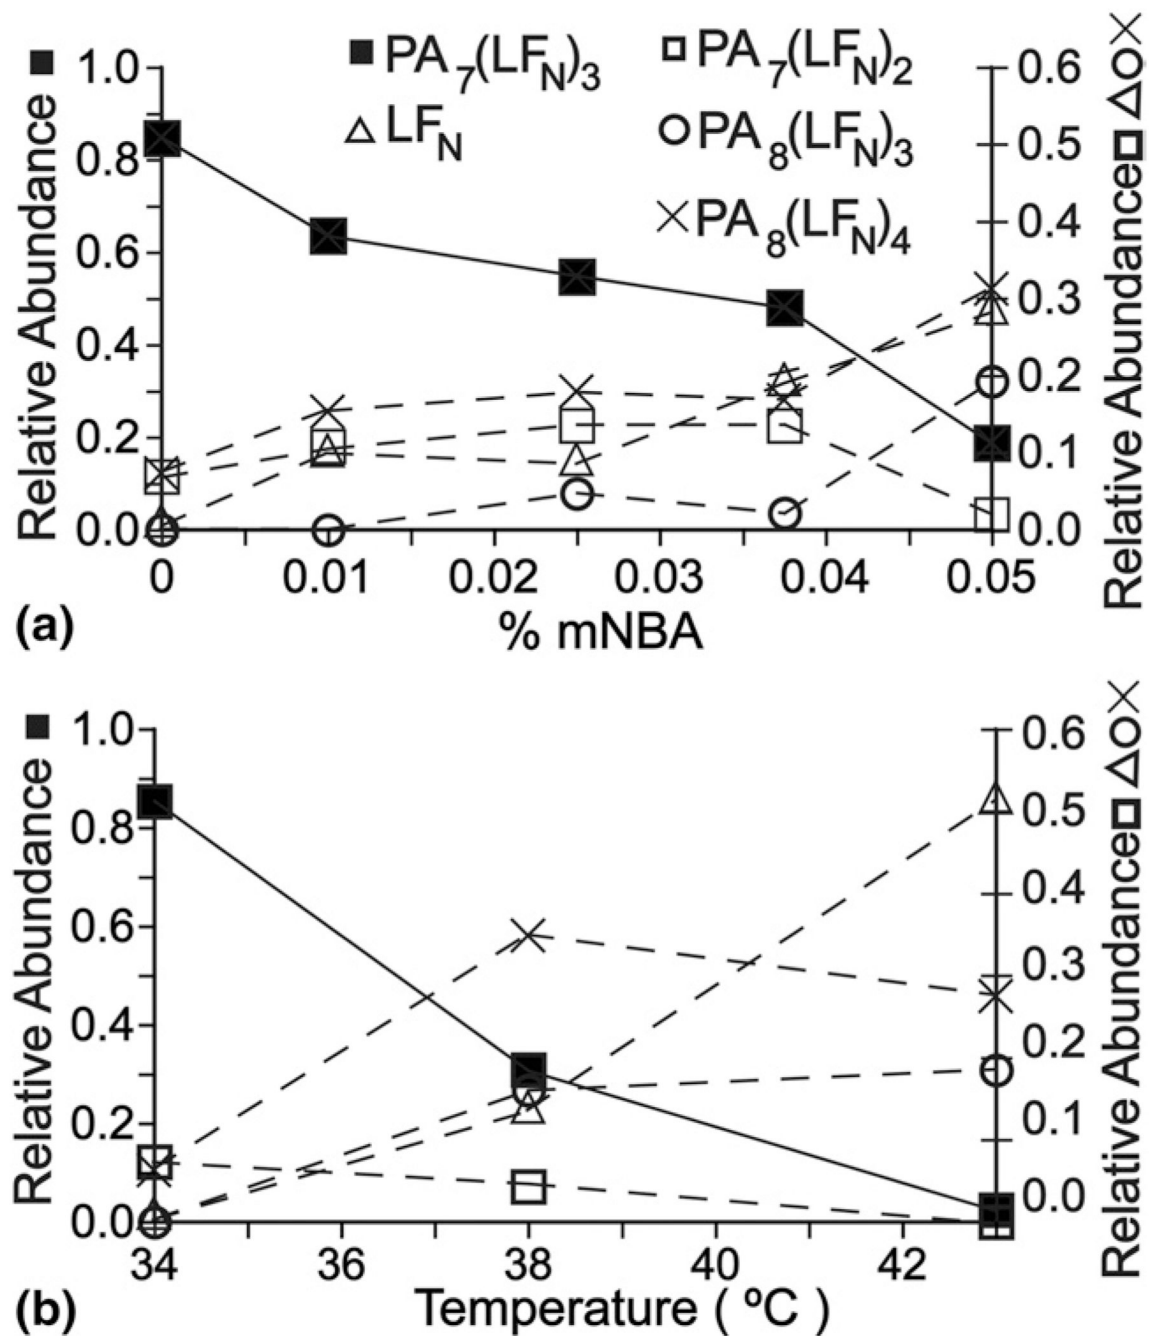 ■ PA7(LFN)3
□ PA7(LFN)2
△ LFN
○ PA8(LFN)3
× PA8(LFN)4
Relative Abundance ■
1.0
0.8
0.6
0.4
0.2
0.0
Relative Abundance □△○×
0.6
0.5
0.4
0.3
0.2
0.1
0.0
0 0.01 0.02 0.03 0.04 0.05
% mNBA
(a)
Relative Abundance ■
1.0
0.8
0.6
0.4
0.2
0.0
Relative Abundance □△○×
0.6
0.5
0.4
0.3
0.2
0.1
0.0
34 36 38 40 42
Temperature ( ºC )
(b)